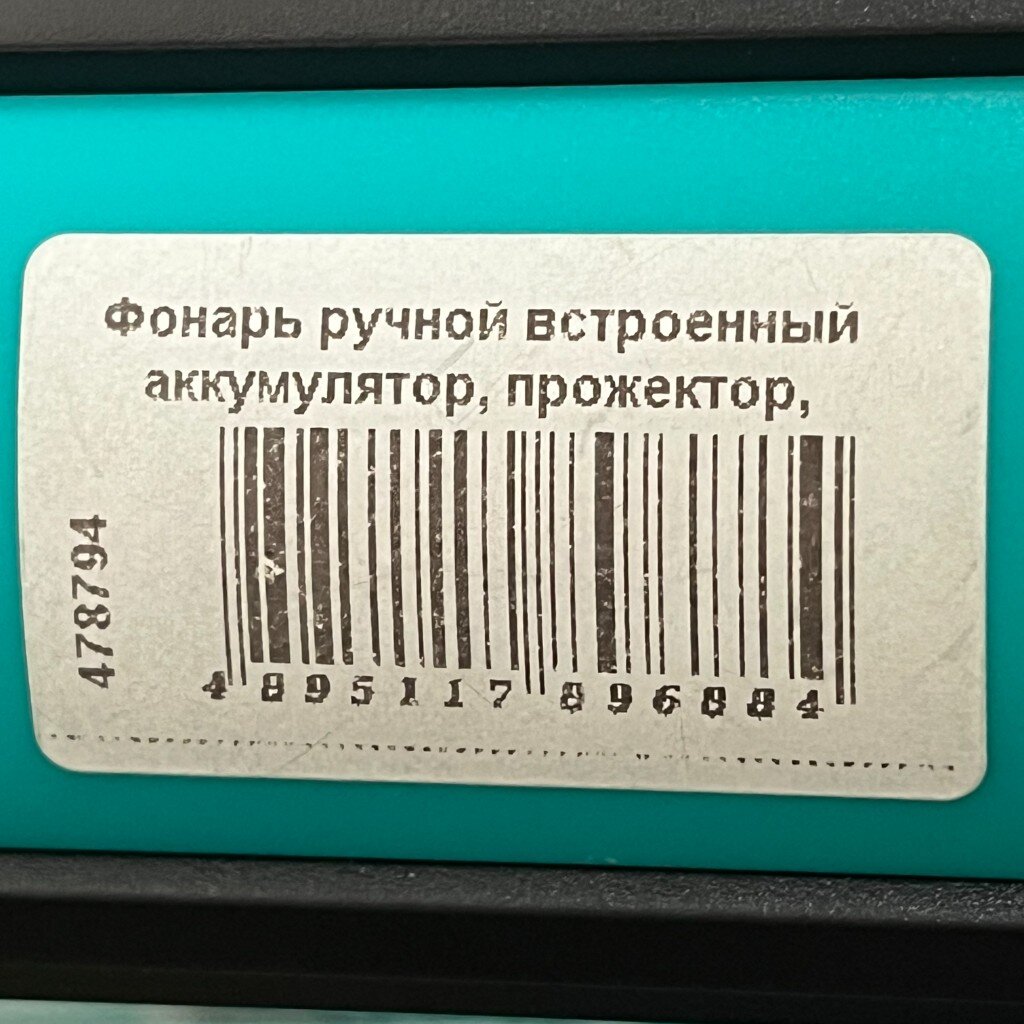 Фонарь ручной встроенный
аккумулятор, прожектор,
478794
4 895117 896884